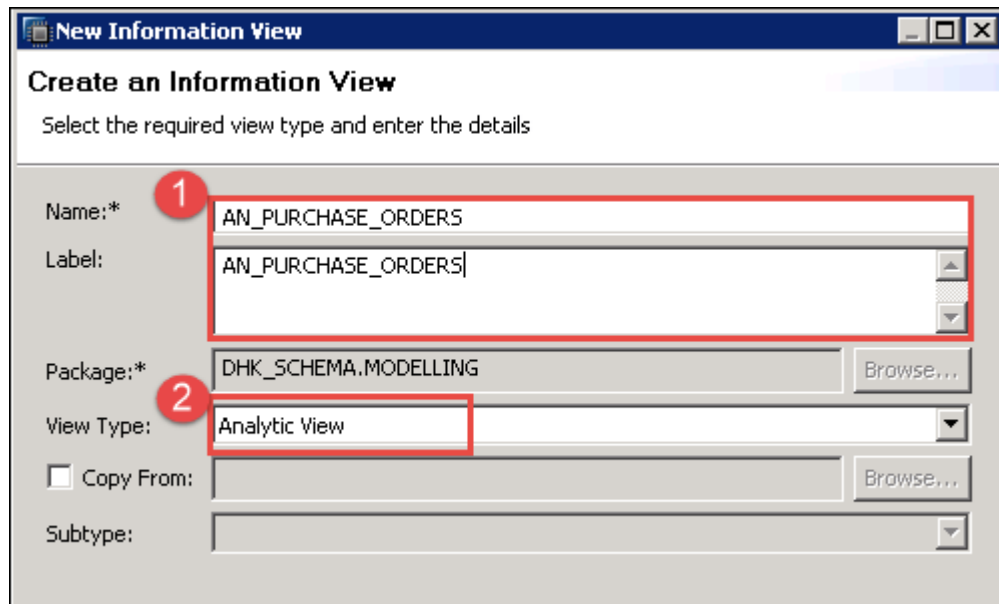 New Information View
Create an Information View
Select the required view type and enter the details
1
Name:* AN_PURCHASE_ORDERS
Label: AN_PURCHASE_ORDERS
Package:* DHK_SCHEMA.MODELLING Browse...
2
View Type: Analytic View
Copy From: Browse...
Subtype: